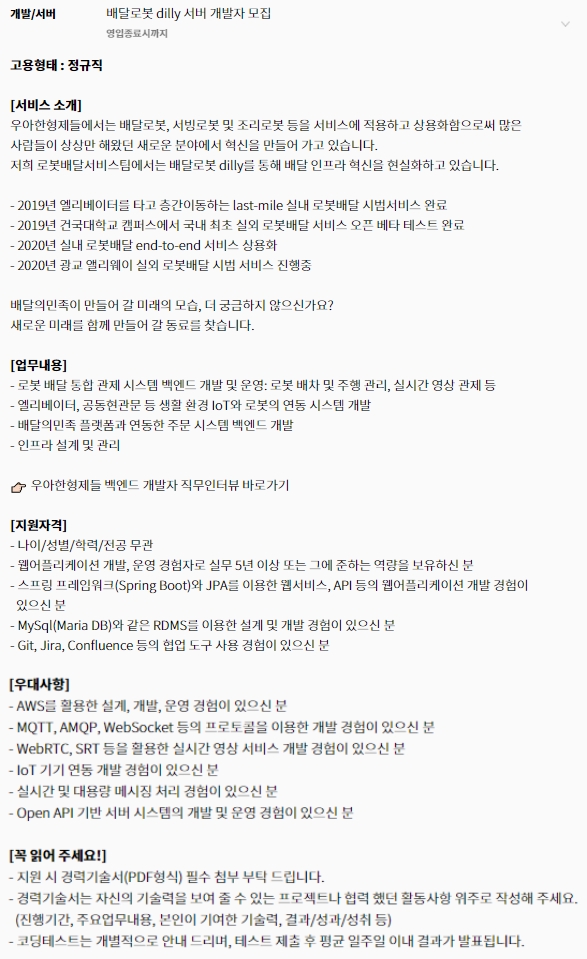 개발/서버
배달로봇 dilly 서버 개발자 모집
영입종료시까지
고용형태 : 정규직
[서비스 소개]
우아한형제들에서는 배달로봇, 서빙로봇 및 조리로봇 등을 서비스에 적용하고 상용화함으로써 많은
사람들이 상상만 해왔던 새로운 분야에서 혁신을 만들어 가고 있습니다.
저희 로봇배달서비스팀에서는 배달로봇 dilly를 통해 배달 인프라 혁신을 현실화하고 있습니다.
- 2019년 엘리베이터를 타고 층간이동하는 last-mile 실내 로봇배달 시범서비스 완료
- 2019년 건국대학교 캠퍼스에서 국내 최초 실외 로봇배달 서비스 오픈 베타 테스트 완료
- 2020년 실내 로봇배달 end-to-end 서비스 상용화
- 2020년 광교 앨리웨이 실외 로봇배달 시범 서비스 진행중
배달의민족이 만들어 갈 미래의 모습, 더 궁금하지 않으신가요?
새로운 미래를 함께 만들어 갈 동료를 찾습니다.
[업무내용]
- 로봇 배달 통합 관제 시스템 백엔드 개발 및 운영: 로봇 배차 및 주행 관리, 실시간 영상 관제 등
- 엘리베이터, 공동현관문 등 생활 환경 IoT와 로봇의 연동 시스템 개발
- 배달의민족 플랫폼과 연동한 주문 시스템 백엔드 개발
- 인프라 설계 및 관리
👉 우아한형제들 백엔드 개발자 직무인터뷰 바로가기
[지원자격]
- 나이/성별/학력/전공 무관
- 웹어플리케이션 개발, 운영 경험자로 실무 5년 이상 또는 그에 준하는 역량을 보유하신 분
- 스프링 프레임워크(Spring Boot)와 JPA를 이용한 웹서비스, API 등의 웹어플리케이션 개발 경험이
있으신 분
- MySql(Maria DB)와 같은 RDMS를 이용한 설계 및 개발 경험이 있으신 분
- Git, Jira, Confluence 등의 협업 도구 사용 경험이 있으신 분
[우대사항]
- AWS를 활용한 설계, 개발, 운영 경험이 있으신 분
- MQTT, AMQP, WebSocket 등의 프로토콜을 이용한 개발 경험이 있으신 분
- WebRTC, SRT 등을 활용한 실시간 영상 서비스 개발 경험이 있으신 분
- IoT 기기 연동 개발 경험이 있으신 분
- 실시간 및 대용량 메시징 처리 경험이 있으신 분
- Open API 기반 서버 시스템의 개발 및 운영 경험이 있으신 분
[꼭 읽어 주세요!]
- 지원 시 경력기술서(PDF형식) 필수 첨부 부탁 드립니다.
- 경력기술서는 자신의 기술력을 보여 줄 수 있는 프로젝트나 협력 했던 활동사항 위주로 작성해 주세요.
(진행기간, 주요업무내용, 본인이 기여한 기술력, 결과/성과/성취 등)
- 코딩테스트는 개별적으로 안내 드리며, 테스트 제출 후 평균 일주일 이내 결과가 발표됩니다.